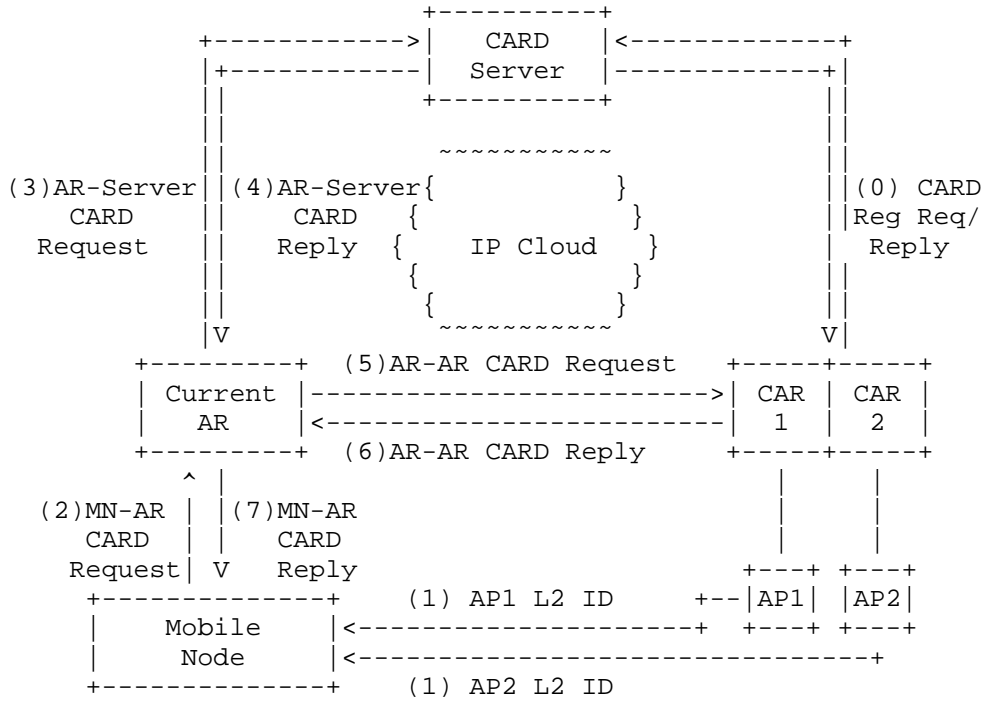 CARD
Server
(3)AR-Server (4)AR-Server (0) CARD
CARD CARD Reg Req/
Request Reply IP Cloud Reply
(5)AR-AR CARD Request
Current CAR CAR
AR 1 2
(6)AR-AR CARD Reply
(2)MN-AR (7)MN-AR
CARD CARD
Request Reply
(1) AP1 L2 ID AP1 AP2
Mobile
Node
(1) AP2 L2 ID